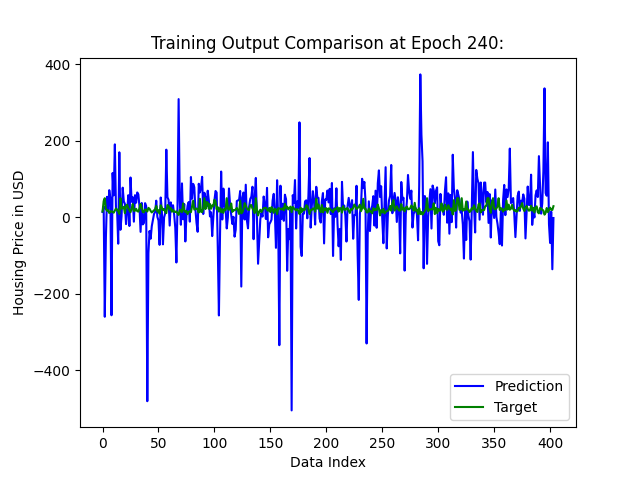 Training Output Comparison at Epoch 240:
400
200
0
−200
−400
Housing Price in USD
0 50 100 150 200 250 300 350 400
Data Index
Prediction
Target